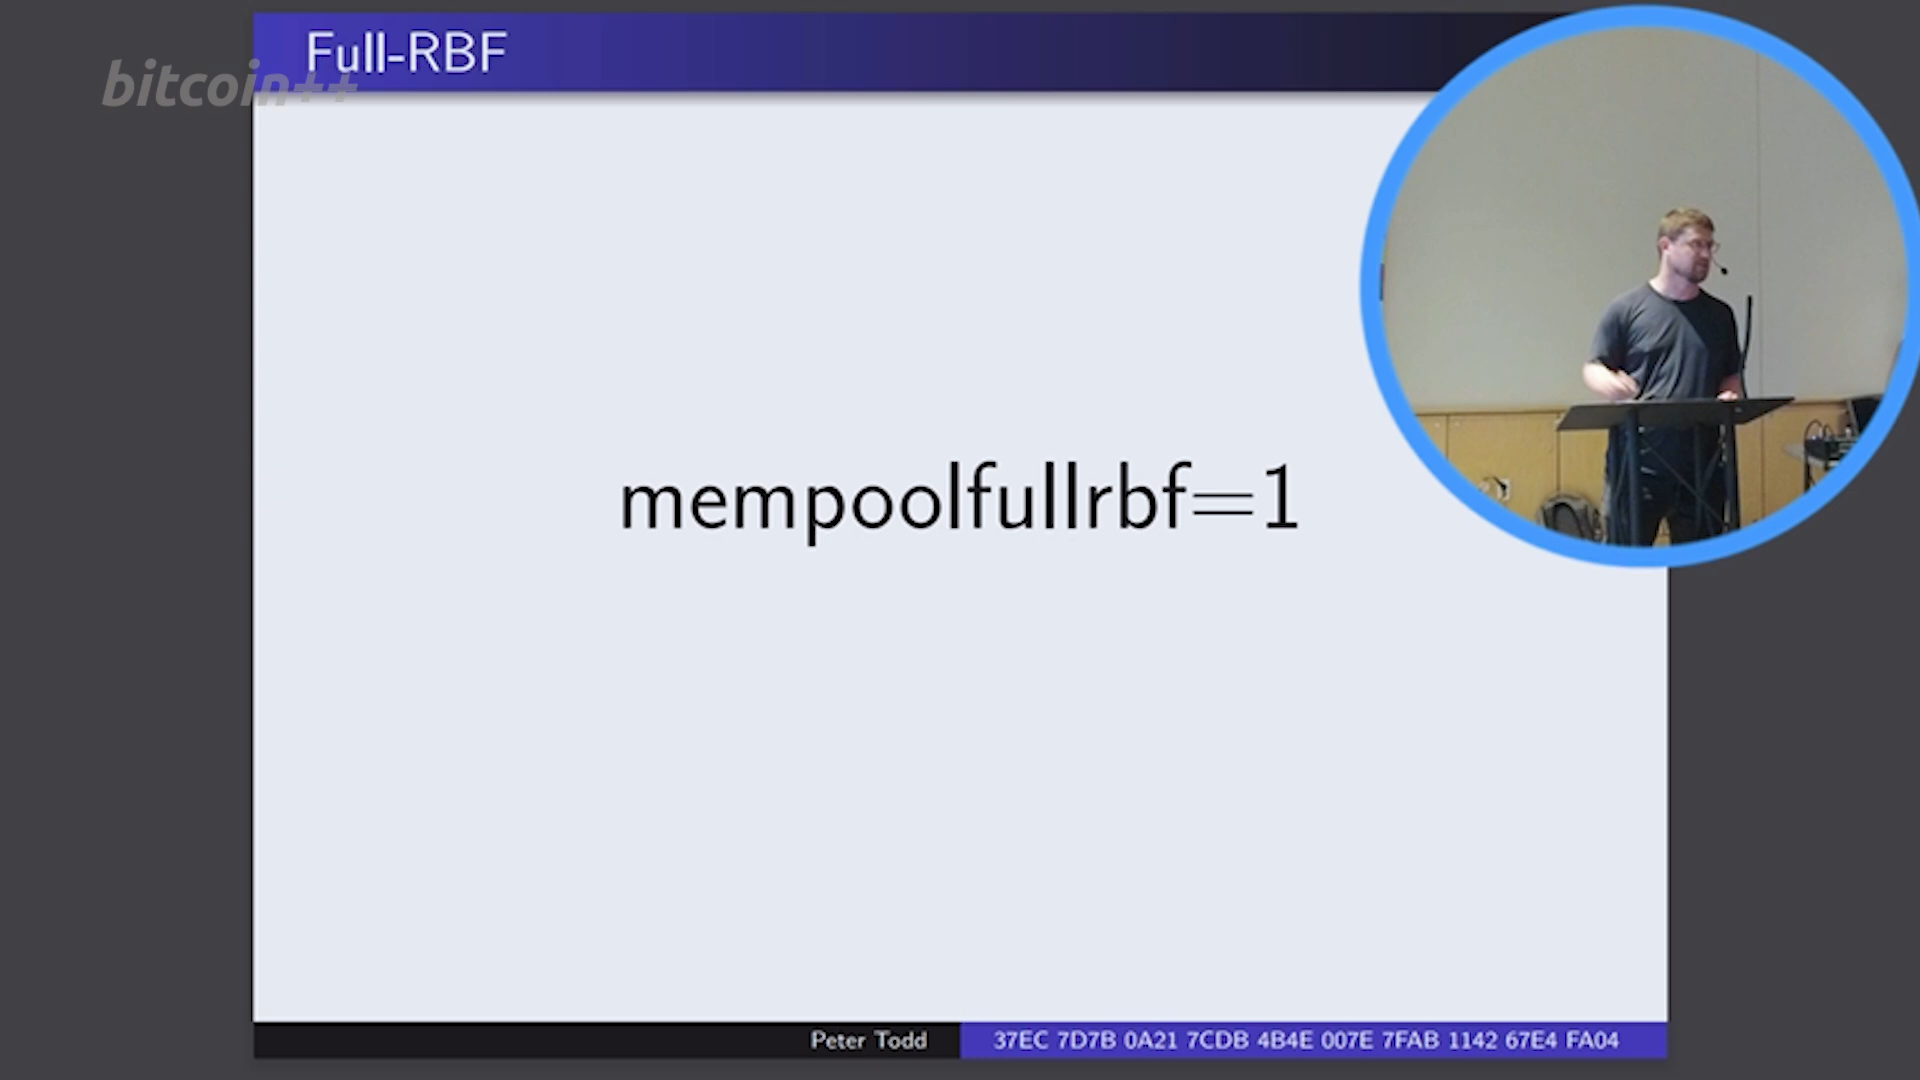 Full-RBF
bitcoin++
mempoolfullrbf=1
Peter Todd
37EC 7D7B 0A21 7CDB 4B4E 007E 7FAB 1142 67E4 FA04